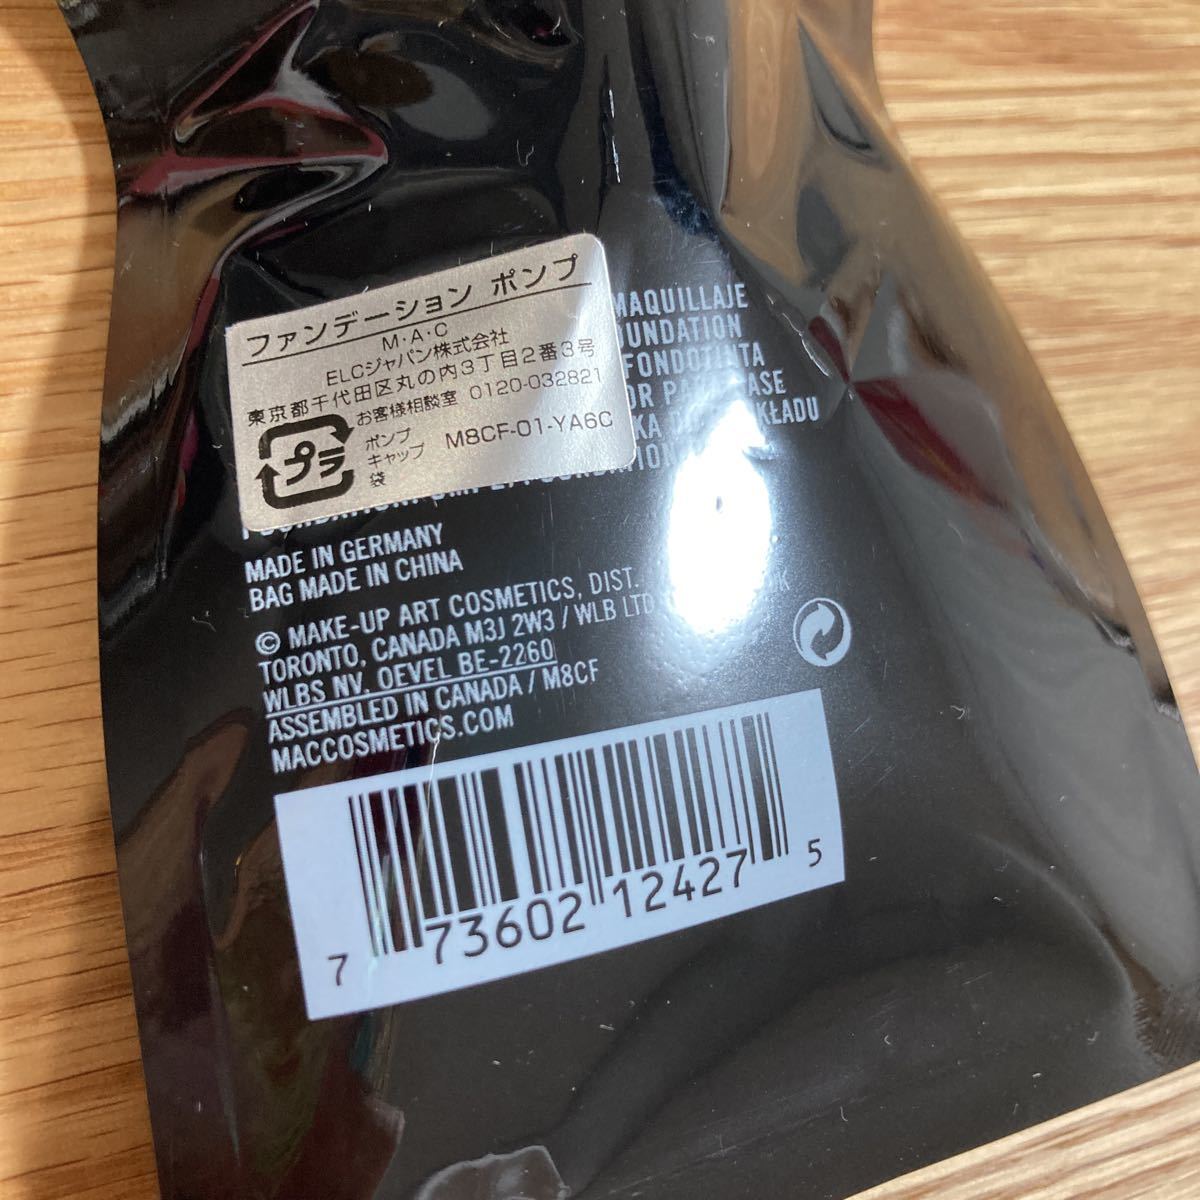 ファンデーション ポンプ
M・A・C
ELCジャパン株式会社
東京都千代田区丸の内3丁目2番3号
お客様相談室 0120-032821
プラ
ポンプ
キャップ
袋
M8CF-01-YA6C
MAQUILLAJE
FONDOTINTA
MADE IN GERMANY
BAG MADE IN CHINA
© MAKE-UP ART COSMETICS, DIST.
TORONTO, CANADA M3J 2W3 / WLB LTD
WLBS NV. OEVEL BE-2260
ASSEMBLED IN CANADA / M8CF
MACCOSMETICS.COM
7 73602 12427 5